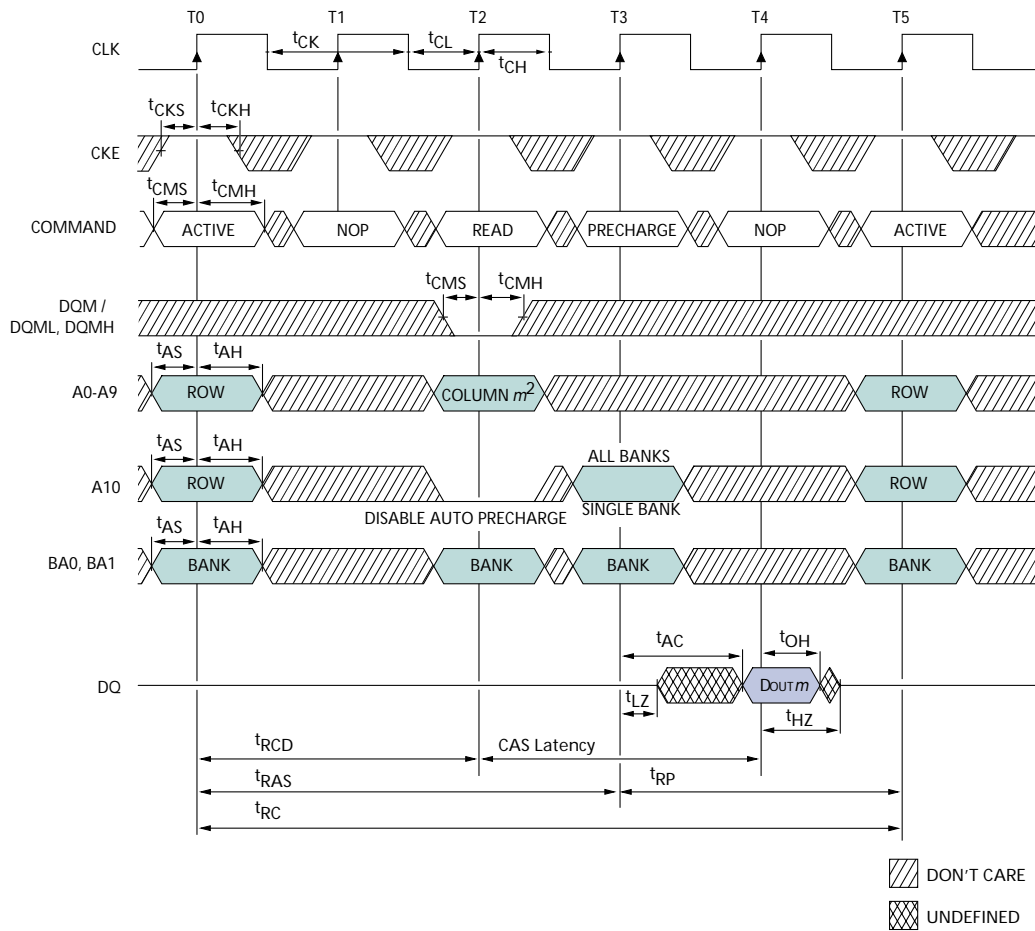 T0 T1 T2 T3 T4 T5
CLK tCK tCL tCH
tCKS tCKH
CKE
tCMS tCMH
COMMAND ACTIVE NOP READ PRECHARGE NOP ACTIVE
tCMS tCMH
DQM /
DQML, DQMH
tAS tAH
A0-A9 ROW COLUMN m2 ROW
tAS tAH ALL BANKS
A10 ROW ROW
DISABLE AUTO PRECHARGE SINGLE BANK
tAS tAH
BA0, BA1 BANK BANK BANK BANK
tAC tOH
DQ DOUT m
tLZ tHZ
tRCD CAS Latency
tRAS tRP
tRC
DON'T CARE
UNDEFINED